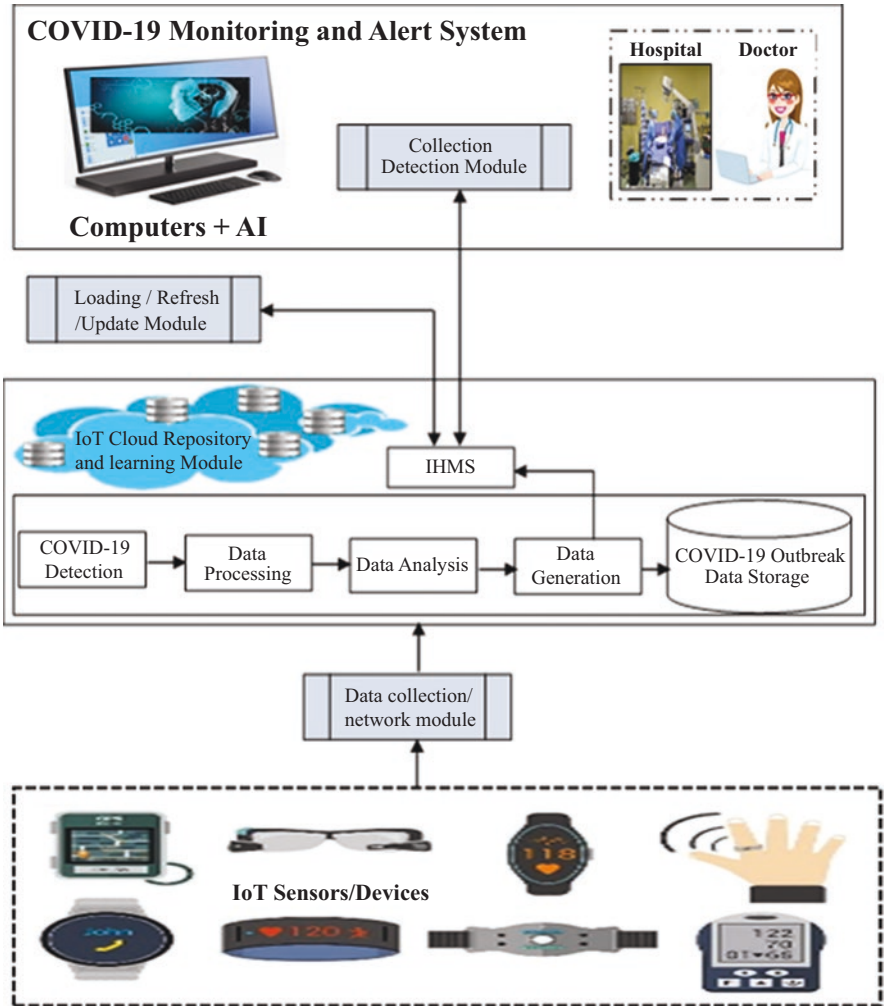 COVID-19 Monitoring and Alert System
Hospital
Doctor
Collection
Detection Module
Computers + AI
Loading / Refresh
/Update Module
IoT Cloud Repository
and learning Module
IHMS
COVID-19
Detection
Data
Processing
Data Analysis
Data
Generation
COVID-19 Outbreak
Data Storage
Data collection/
network module
118
IoT Sensors/Devices
John
120
122
70